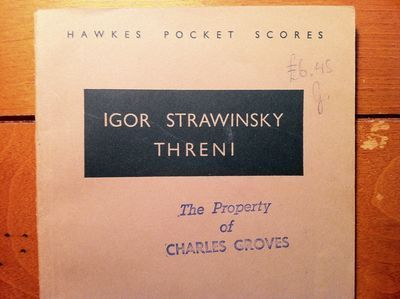 HAWKES POCKET SCORES
£6.45
IGOR STRAWINSKY
THRENI
The Property
of
CHARLES GROVES